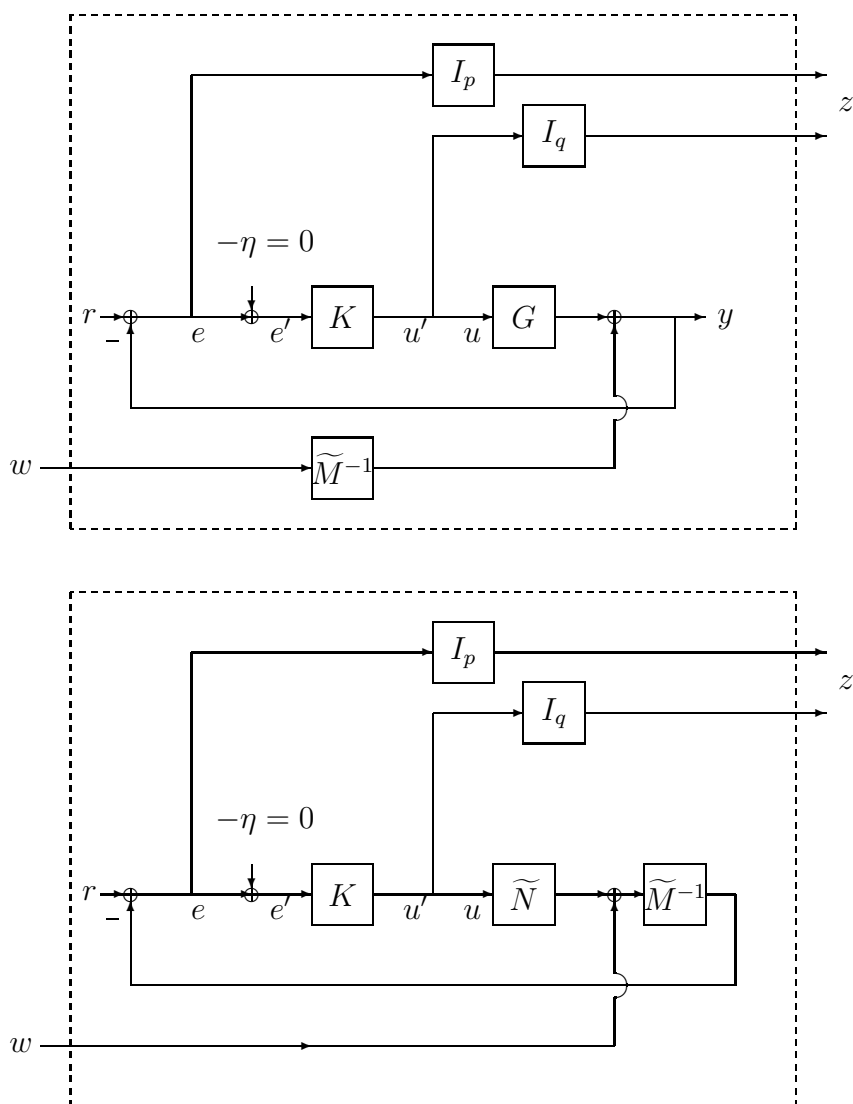 I_p
z
I_q
−η = 0
r K G y
− e e′ u′ u
w M̃⁻¹
I_p
z
I_q
−η = 0
r K Ñ M̃⁻¹
− e e′ u′ u
w